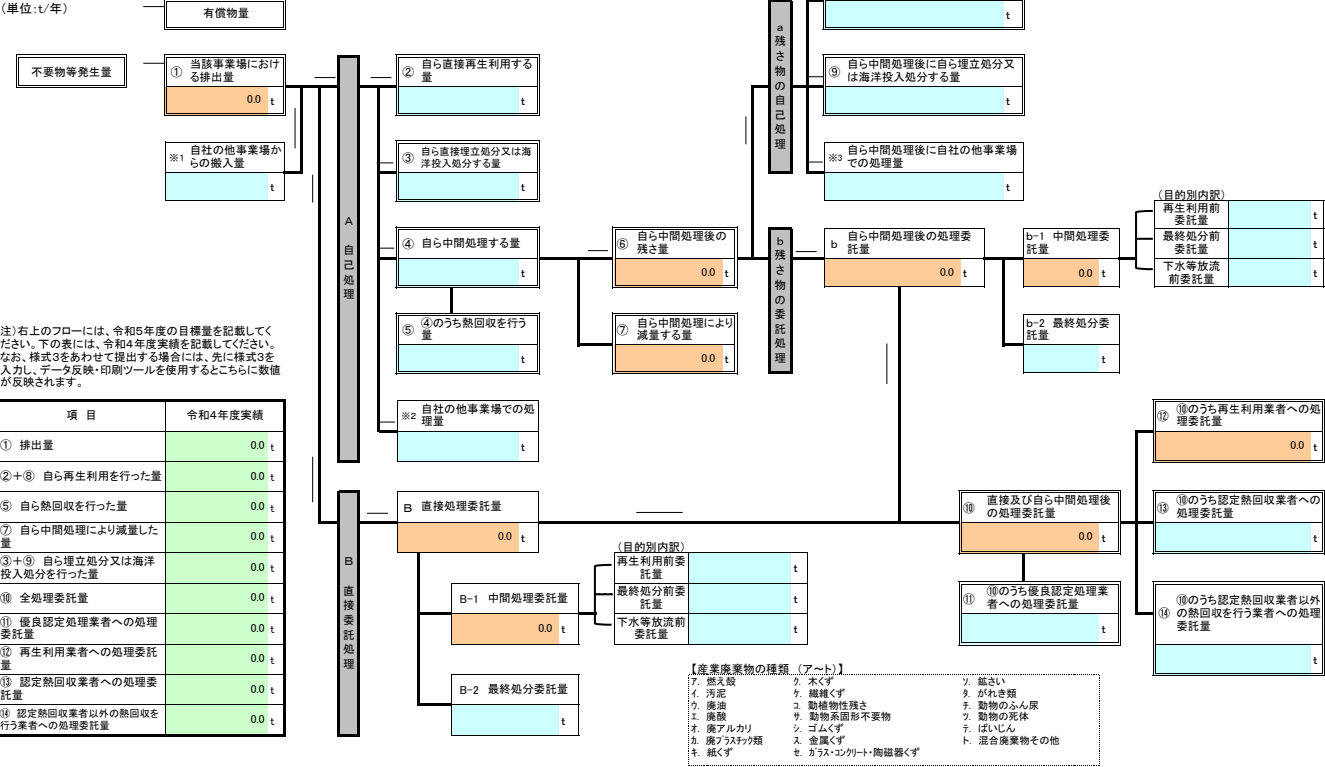 （単位：t/年）
有償物量
t
a
残さ物の自己処理
不要物等発生量
① 当該事業場におけ
る排出量
0.0 t
② 自ら直接再生利用する
量
t
⑨ 自ら中間処理後に自ら埋立処分又
は海洋投入処分する量
t
※1 自社の他事業場か
らの搬入量
t
③ 自ら直接埋立処分又は海
洋投入処分する量
t
※3 自ら中間処理後に自社の他事業場
での処理量
t
A
自己処理
④ 自ら中間処理する量
t
⑥ 自ら中間処理後の
残さ量
0.0 t
b
残さ物の委託処理
b 自ら中間処理後の処理委
託量
0.0 t
b-1 中間処理委
託量
0.0 t
（目的別内訳）
再生利用前
委託量
t
最終処分前
委託量
t
下水等放流
前委託量
t
⑤ ④のうち熱回収を行う
量
t
⑦ 自ら中間処理により
減量する量
0.0 t
b-2 最終処分委
託量
t
注）右上のフローには、令和５年度の目標量を記載してく
ださい。下の表には、令和４年度実績を記載してください。
なお、様式３をあわせて提出する場合には、先に様式３を
入力し、データ反映・印刷ツールを使用するとこちらに数値
が反映されます。
※2 自社の他事業場での処
理量
t
項 目 令和４年度実績
① 排出量 0.0 t
②＋⑧ 自ら再生利用を行った量 0.0 t
⑤ 自ら熱回収を行った量 0.0 t
⑦ 自ら中間処理により減量した
量 0.0 t
③＋⑨ 自ら埋立処分又は海洋
投入処分を行った量 0.0 t
⑩ 全処理委託量 0.0 t
⑪ 優良認定処理業者への処理
委託量 0.0 t
⑫ 再生利用業者への処理委託
量 0.0 t
⑬ 認定熱回収業者への処理委
託量 0.0 t
⑭ 認定熱回収業者以外の熱回収を
行う業者への処理委託量 0.0 t
B
直接委託処理
B 直接処理委託量
0.0 t
B-1 中間処理委託量
0.0 t
（目的別内訳）
再生利用前委
託量
t
最終処分前委
託量
t
下水等放流前
委託量
t
B-2 最終処分委託量
t
⑩ 直接及び自ら中間処理後
の処理委託量
0.0 t
⑪ ⑩のうち優良認定処理業
者への処理委託量
t
⑫ ⑩のうち再生利用業者への処
理委託量
0.0 t
⑬ ⑩のうち認定熱回収業者への
処理委託量
t
⑭ ⑩のうち認定熱回収業者以外
の熱回収を行う業者への処理
委託量
t
【産業廃棄物の種類 （ア～ト）】
ア. 燃え殻 ク. 木くず ソ. 鉱さい
イ. 汚泥 ケ. 繊維くず タ. がれき類
ウ. 廃油 コ. 動植物性残さ チ. 動物のふん尿
エ. 廃酸 サ. 動物系固形不要物 ツ. 動物の死体
オ. 廃アルカリ シ. ゴムくず テ. ばいじん
カ. 廃プラスチック類 ス. 金属くず ト. 混合廃棄物その他
キ. 紙くず セ. ガラス・コンクリート・陶磁器くず